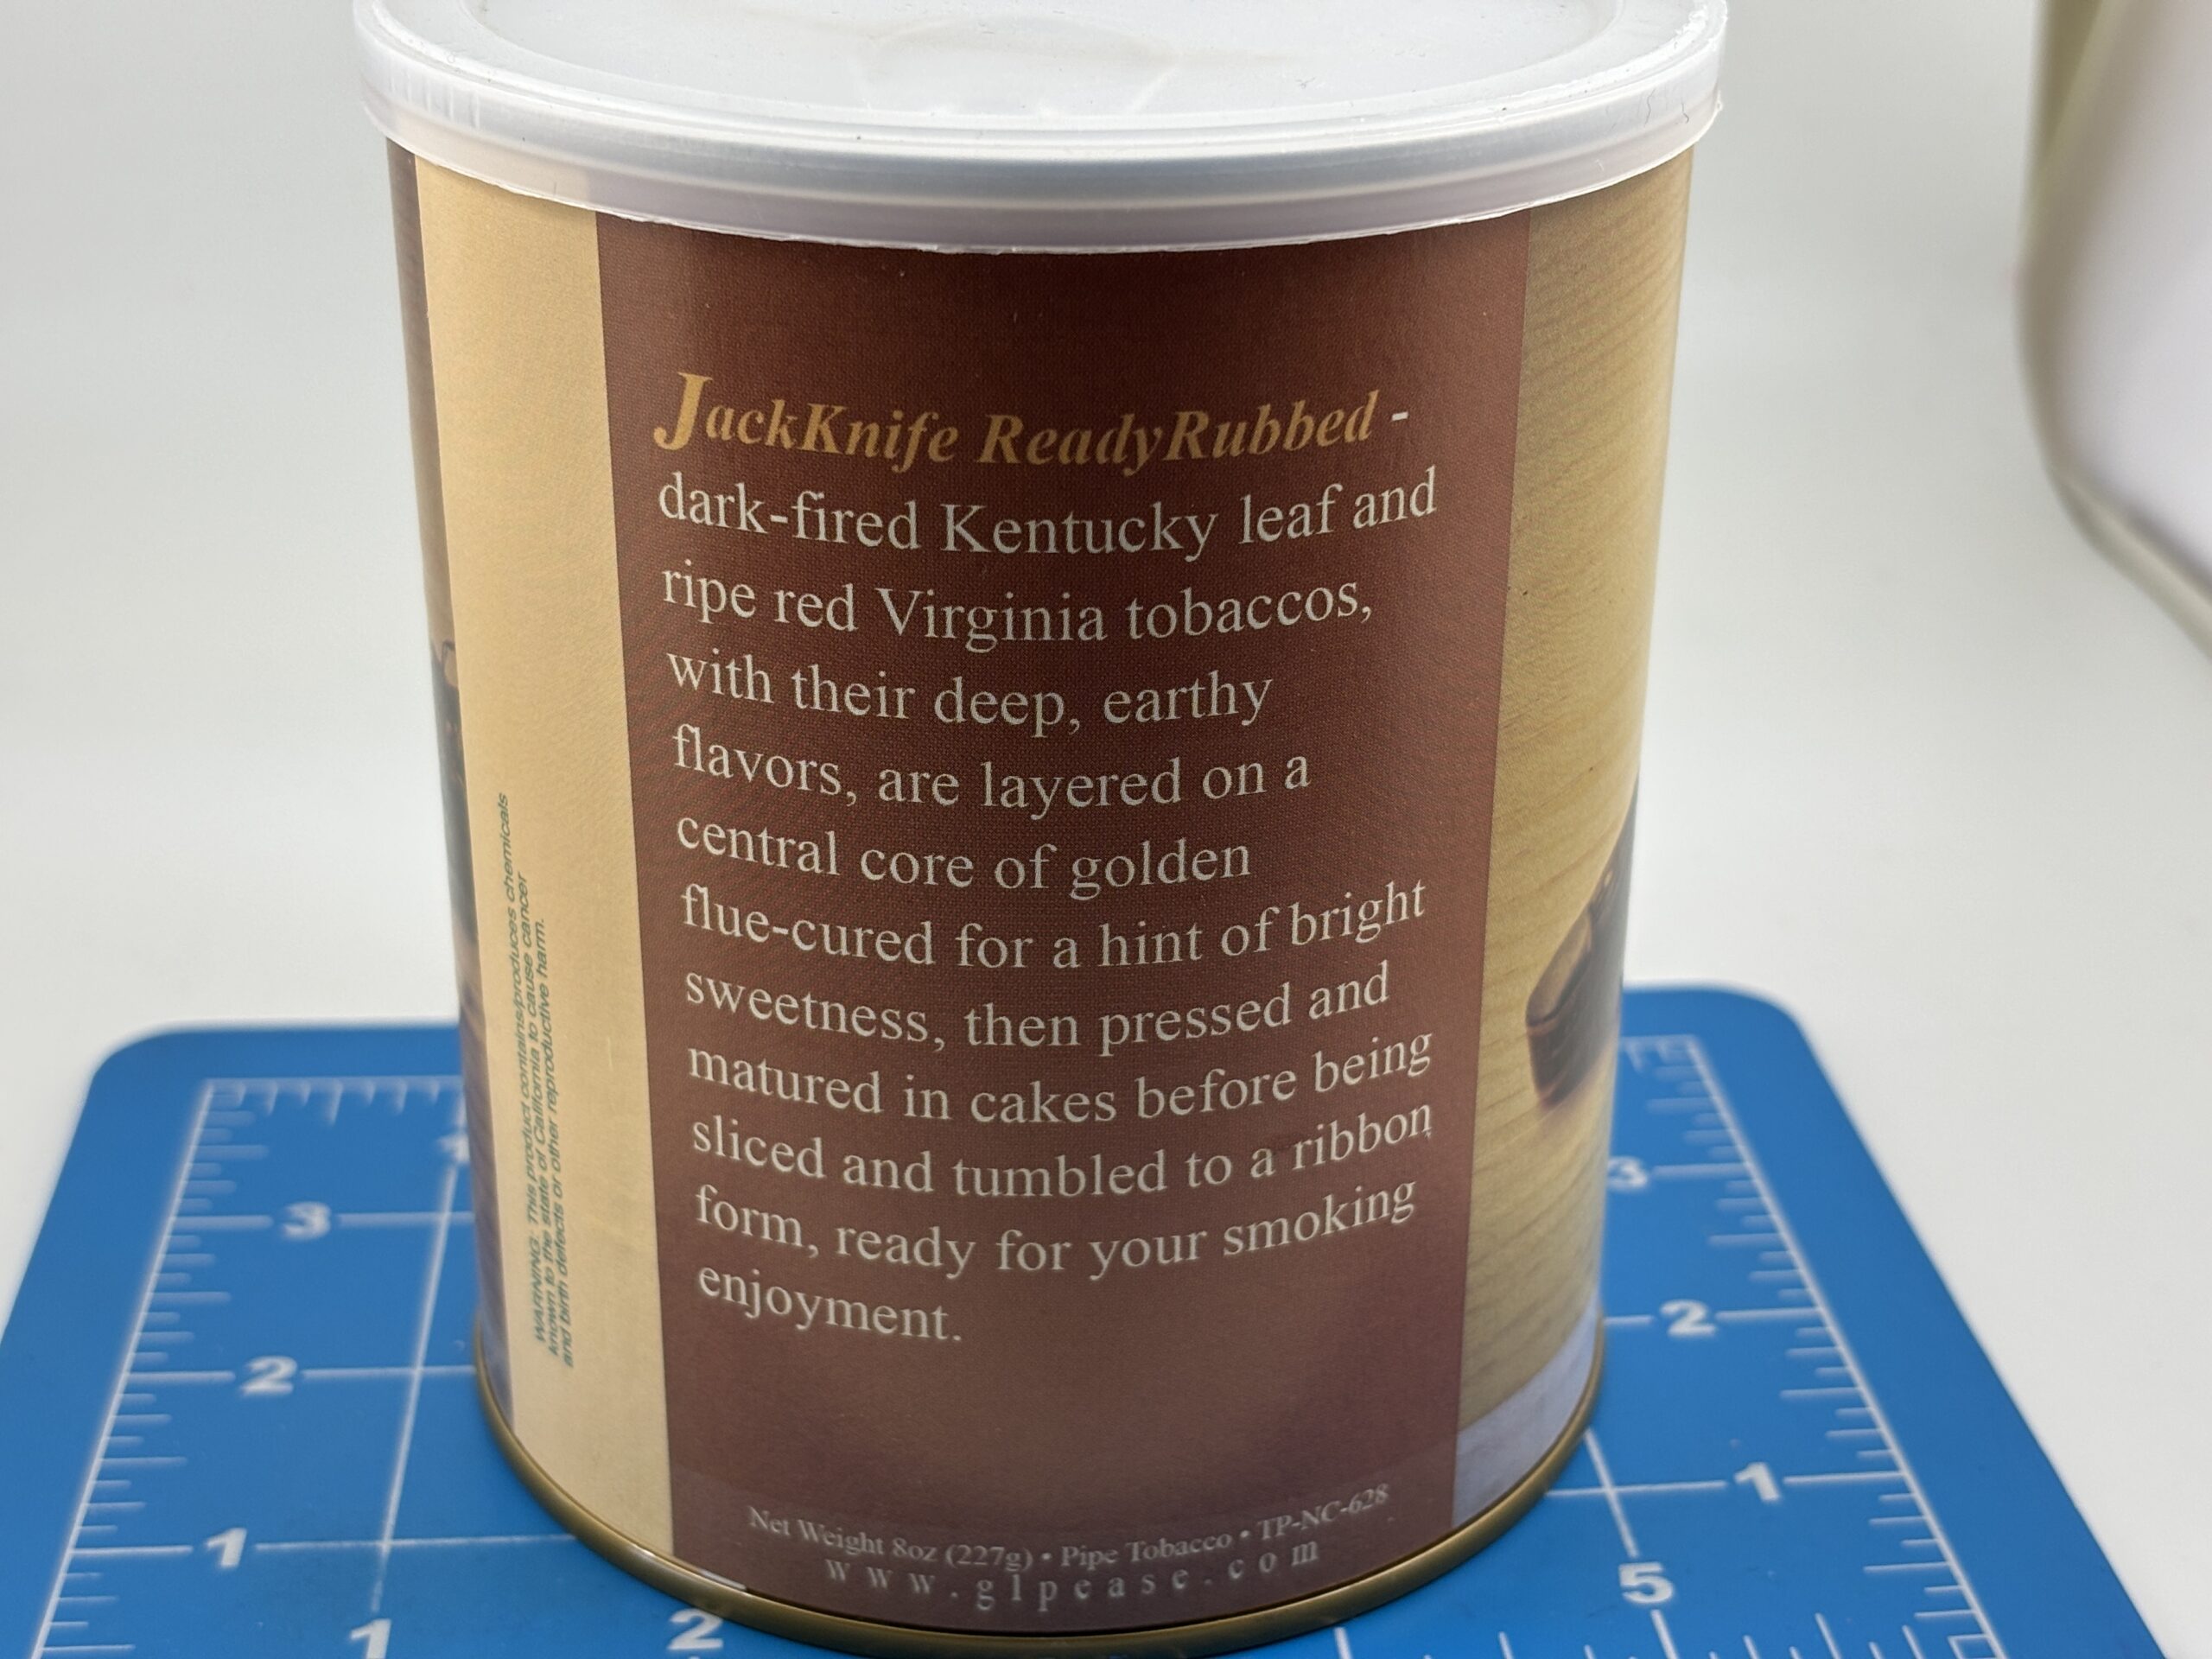 JackKnife ReadyRubbed -
dark-fired Kentucky leaf and
ripe red Virginia tobaccos,
with their deep, earthy
flavors, are layered on a
central core of golden
flue-cured for a hint of bright
sweetness, then pressed and
matured in cakes before being
sliced and tumbled to a ribbon
form, ready for your smoking
enjoyment.
Net Weight 8oz (227g) • Pipe Tobacco • TP-NC-628
www.glpease.com
WARNING: This product contains/produces chemicals
known to the state of California to cause cancer
and birth defects or other reproductive harm.
3
2
1
1
2
3
2
1
5